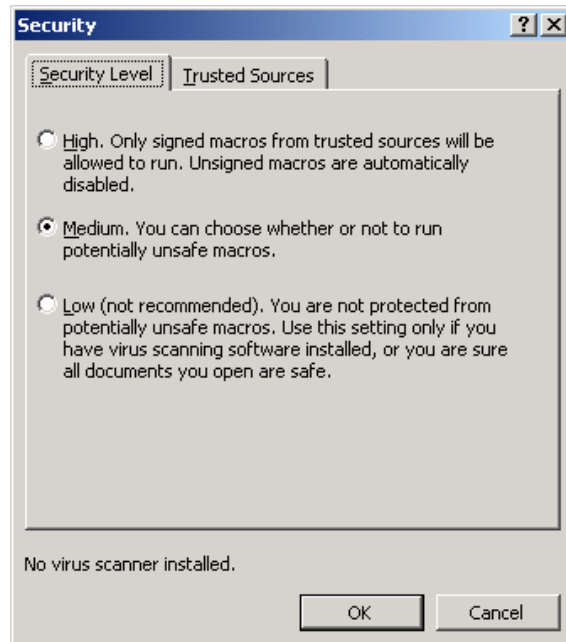 Security
Security Level
Trusted Sources
High. Only signed macros from trusted sources will be
allowed to run. Unsigned macros are automatically
disabled.
Medium. You can choose whether or not to run
potentially unsafe macros.
Low (not recommended). You are not protected from
potentially unsafe macros. Use this setting only if you
have virus scanning software installed, or you are sure
all documents you open are safe.
No virus scanner installed.
OK
Cancel